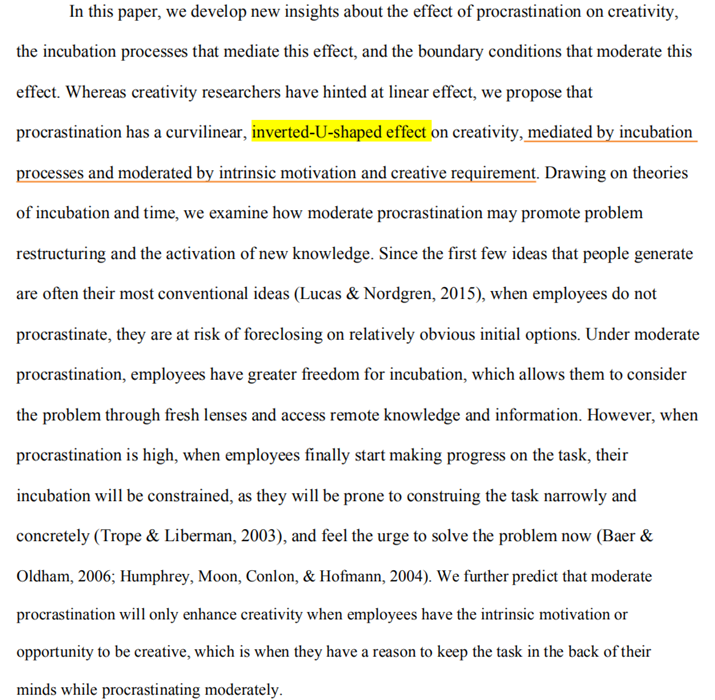 In this paper, we develop new insights about the effect of procrastination on creativity,
the incubation processes that mediate this effect, and the boundary conditions that moderate this
effect. Whereas creativity researchers have hinted at linear effect, we propose that
procrastination has a curvilinear, inverted-U-shaped effect on creativity, mediated by incubation
processes and moderated by intrinsic motivation and creative requirement. Drawing on theories
of incubation and time, we examine how moderate procrastination may promote problem
restructuring and the activation of new knowledge. Since the first few ideas that people generate
are often their most conventional ideas (Lucas & Nordgren, 2015), when employees do not
procrastinate, they are at risk of foreclosing on relatively obvious initial options. Under moderate
procrastination, employees have greater freedom for incubation, which allows them to consider
the problem through fresh lenses and access remote knowledge and information. However, when
procrastination is high, when employees finally start making progress on the task, their
incubation will be constrained, as they will be prone to construing the task narrowly and
concretely (Trope & Liberman, 2003), and feel the urge to solve the problem now (Baer &
Oldham, 2006; Humphrey, Moon, Conlon, & Hofmann, 2004). We further predict that moderate
procrastination will only enhance creativity when employees have the intrinsic motivation or
opportunity to be creative, which is when they have a reason to keep the task in the back of their
minds while procrastinating moderately.